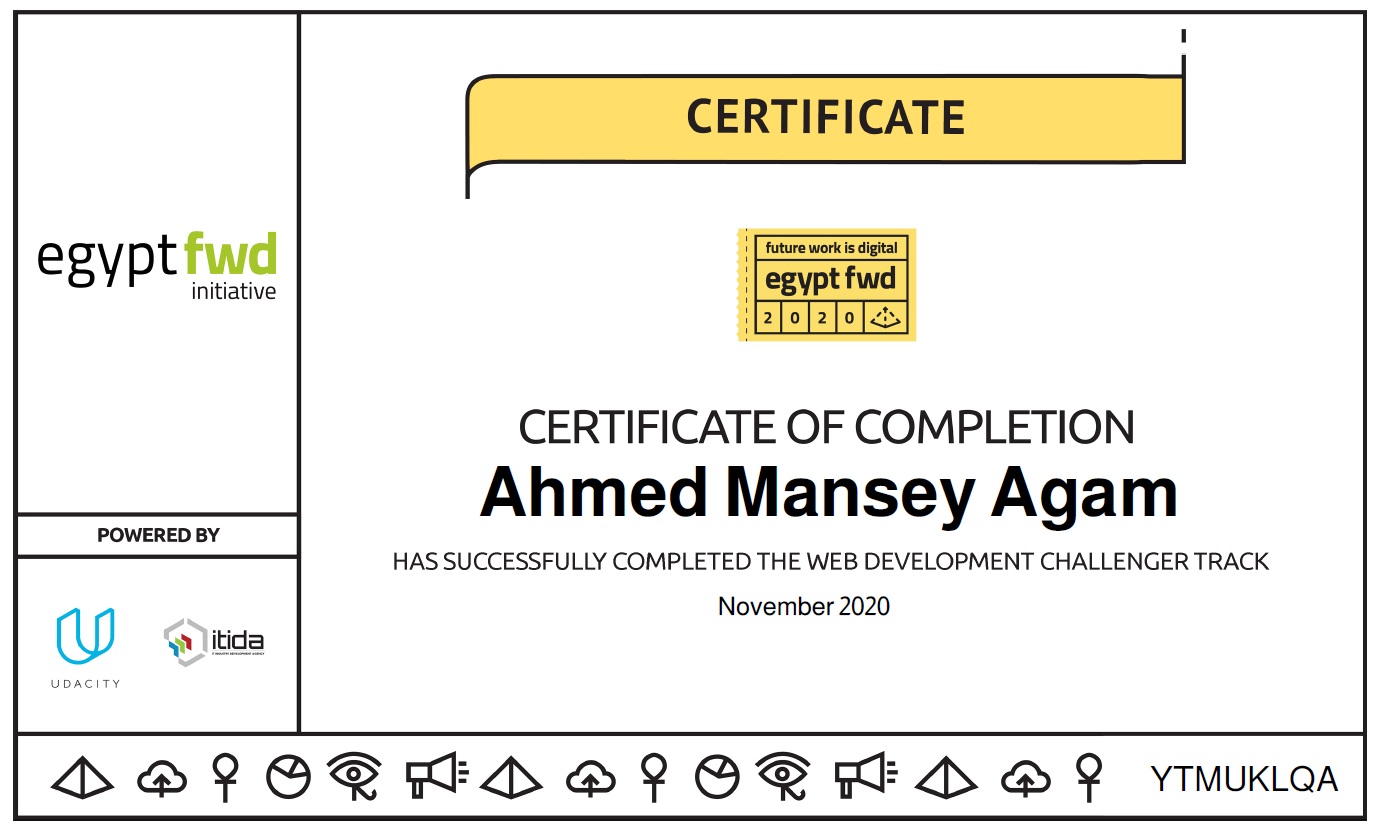 CERTIFICATE
egypt fwd
initiative
future work is digital
egypt fwd
2 0 2 0
CERTIFICATE OF COMPLETION
Ahmed Mansey Agam
HAS SUCCESSFULLY COMPLETED THE WEB DEVELOPMENT CHALLENGER TRACK
November 2020
POWERED BY
UDACITY
itida
IT INDUSTRY DEVELOPMENT AGENCY
YTMUKLQA